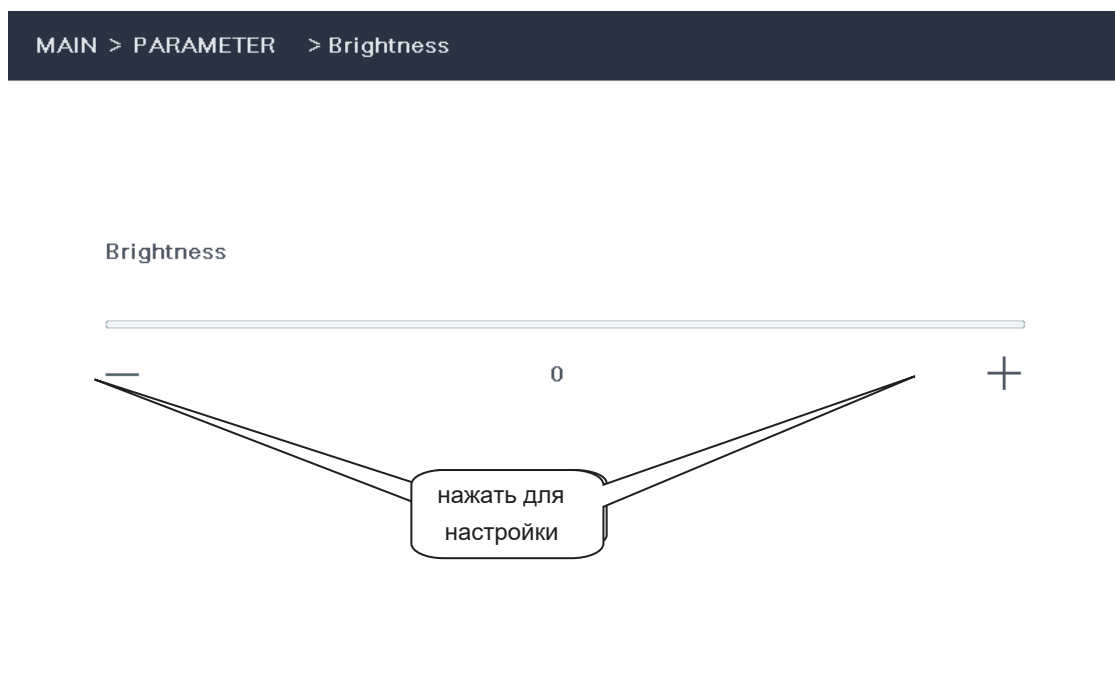 MAIN > PARAMETER > Brightness
Brightness
— 0 +
нажать для
настройки